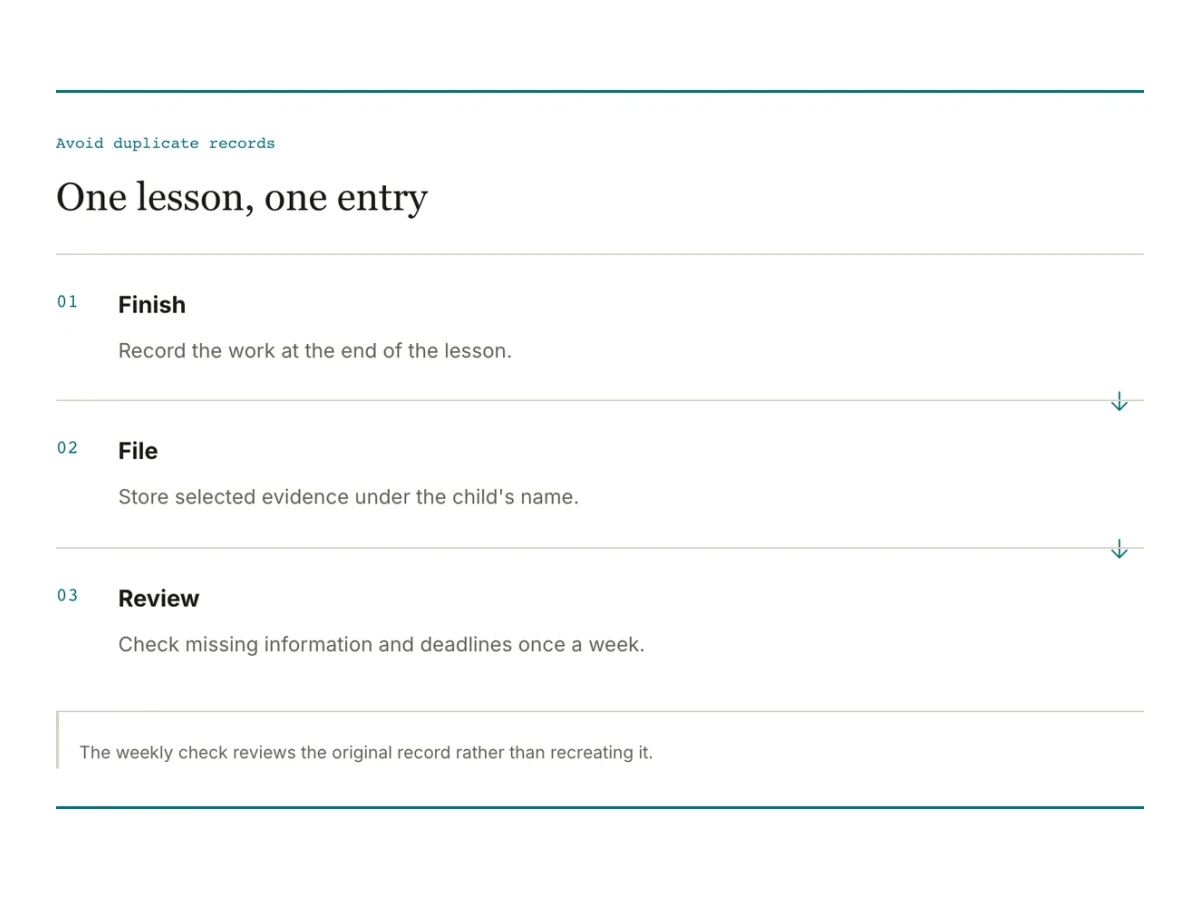 Avoid duplicate records
One lesson, one entry
01
Finish
Record the work at the end of the lesson.
02
File
Store selected evidence under the child's name.
03
Review
Check missing information and deadlines once a week.
The weekly check reviews the original record rather than recreating it.